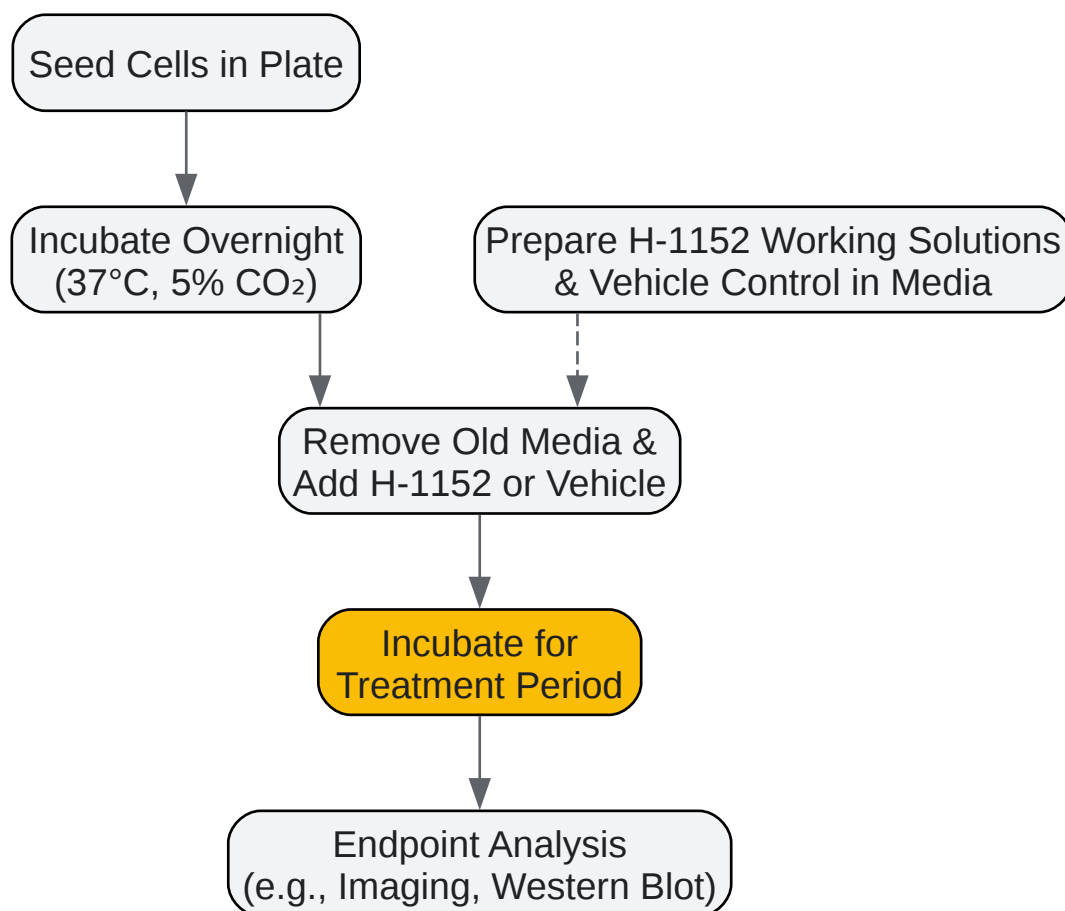 Seed Cells in Plate
Incubate Overnight
(37°C, 5% CO₂)
Prepare H-1152 Working Solutions
& Vehicle Control in Media
Remove Old Media &
Add H-1152 or Vehicle
Incubate for
Treatment Period
Endpoint Analysis
(e.g., Imaging, Western Blot)